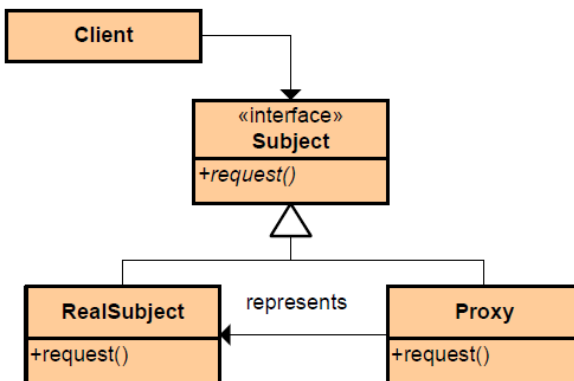 Client
«interface»
Subject
+request()
represents
RealSubject
Proxy
+request()
+request()